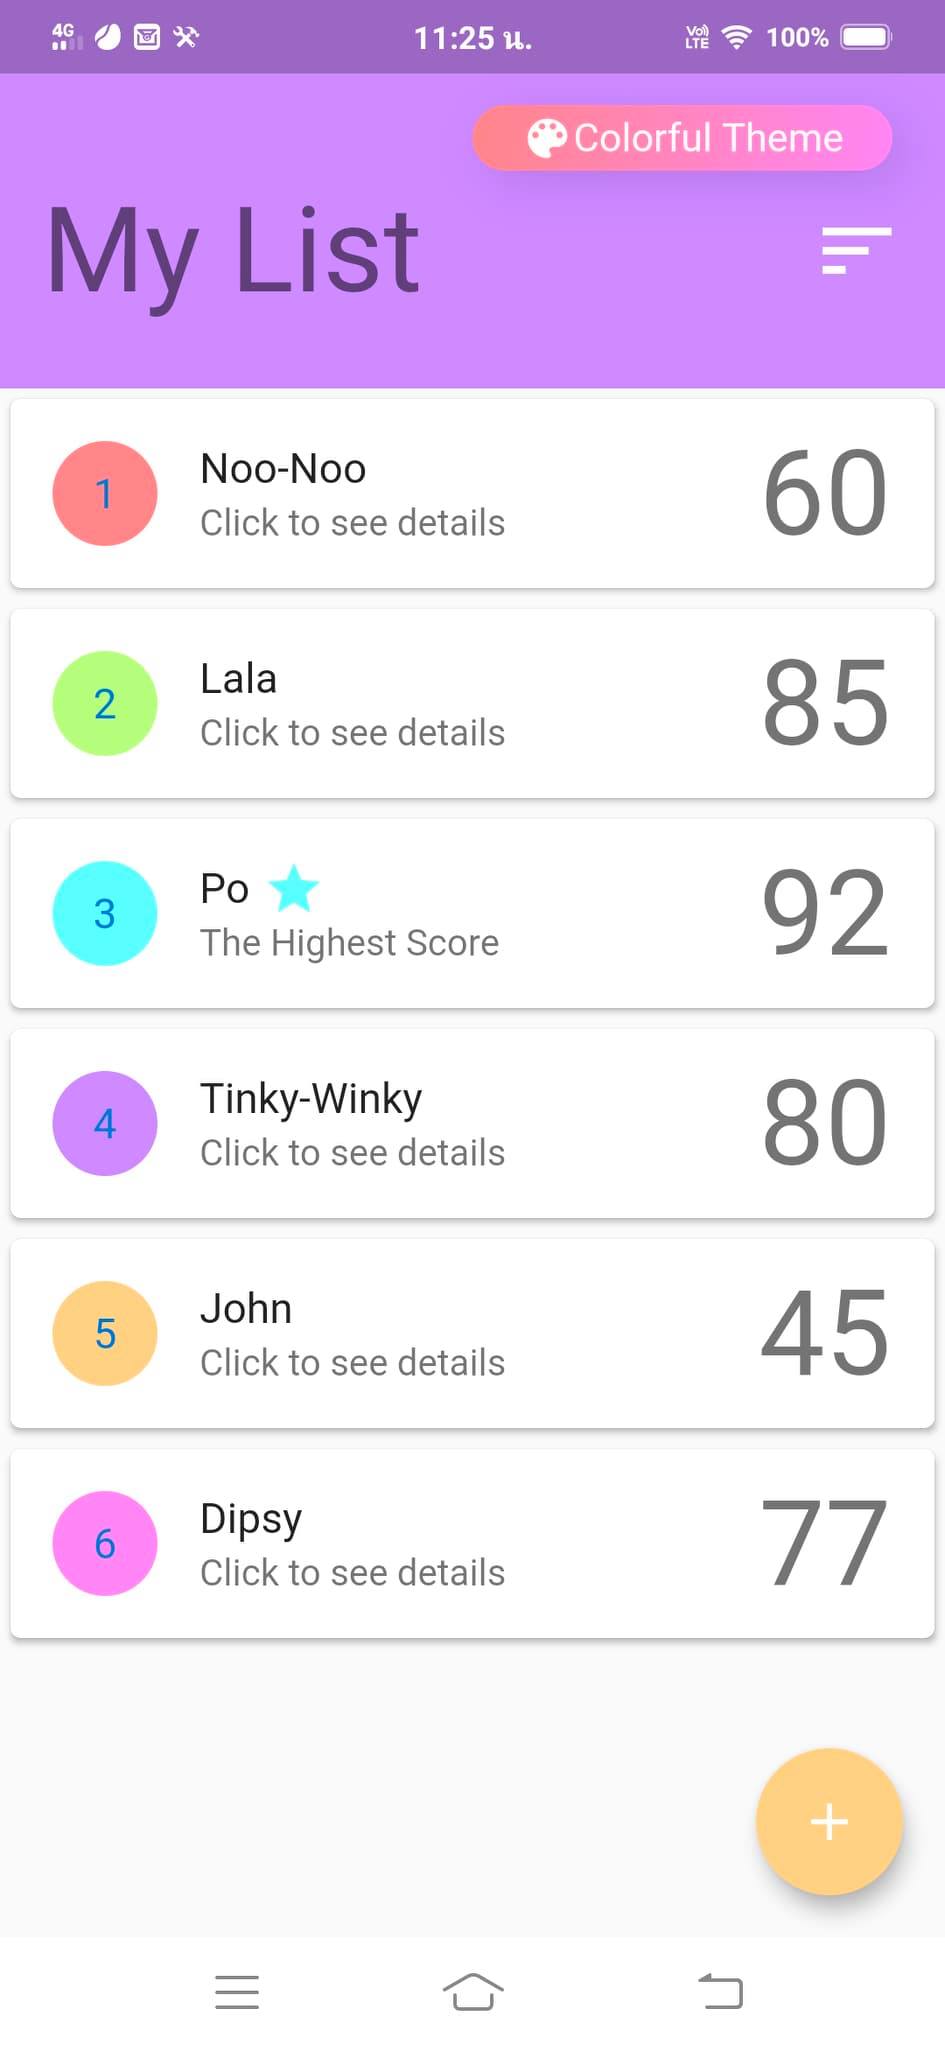 4G
11:25 น.
Vo) LTE
100%
Colorful Theme
My List
1
Noo-Noo
Click to see details
60
2
Lala
Click to see details
85
3
Po
The Highest Score
92
4
Tinky-Winky
Click to see details
80
5
John
Click to see details
45
6
Dipsy
Click to see details
77
+